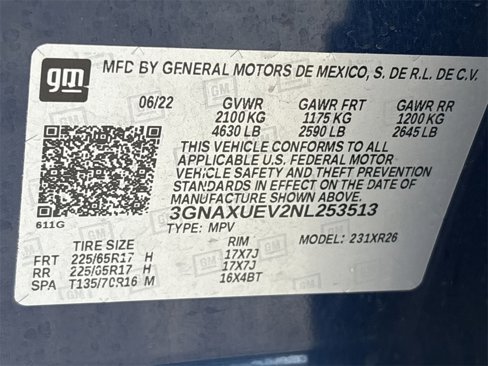 gm
MFD BY GENERAL MOTORS DE MEXICO, S. DE R.L. DE C.V.
06/22 GVWR GAWR FRT GAWR RR
2100 KG 1175 KG 1200 KG
4630 LB 2590 LB 2645 LB
THIS VEHICLE CONFORMS TO ALL
APPLICABLE U.S. FEDERAL MOTOR
VEHICLE SAFETY AND THEFT PREVENTION
STANDARDS IN EFFECT ON THE DATE OF
MANUFACTURE SHOWN ABOVE.
3GNAXUEV2NL253513
611G TYPE: MPV MODEL: 231XR26
TIRE SIZE RIM
FRT 225/65R17 H 17X7J
RR 225/65R17 H 17X7J
SPA T135/70R16 M 16X4BT